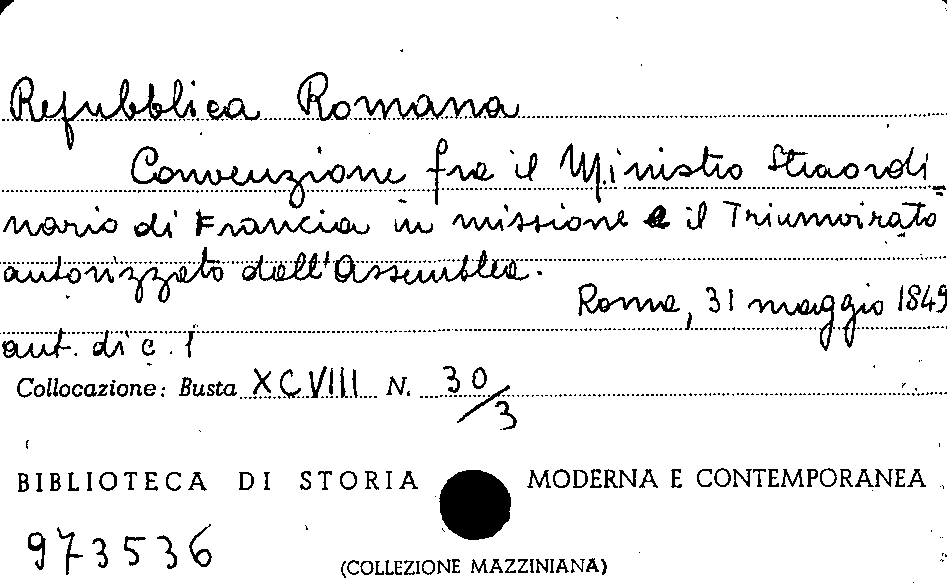 Repubblica Romana
Convenzione fra il Ministro Straordi=
nario di Francia in missione e il Triumvirato
autorizzato dall'Assemblea.
Roma, 31 maggio 1849
aut. di c. 1
Collocazione: Busta XCVIII N. 30/3
BIBLIOTECA DI STORIA MODERNA E CONTEMPORANEA
973536
(COLLEZIONE MAZZINIANA)